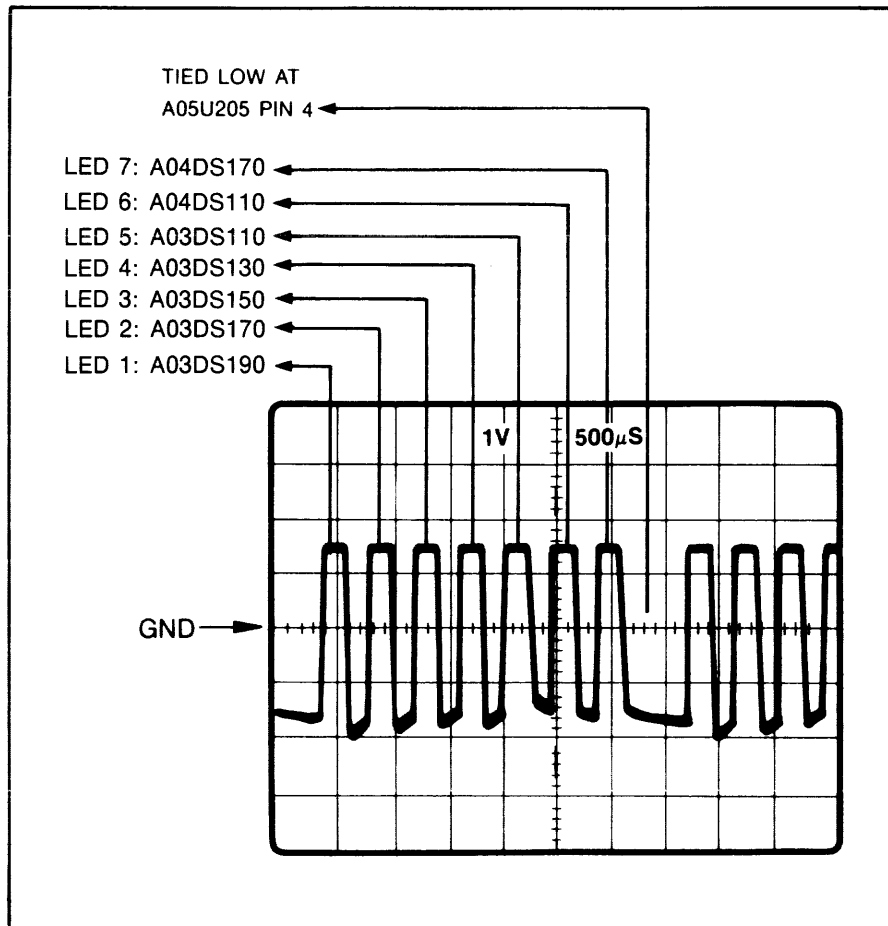 TIED LOW AT
A05U205 PIN 4
LED 7: A04DS170
LED 6: A04DS110
LED 5: A03DS110
LED 4: A03DS130
LED 3: A03DS150
LED 2: A03DS170
LED 1: A03DS190
1V 500μS
GND